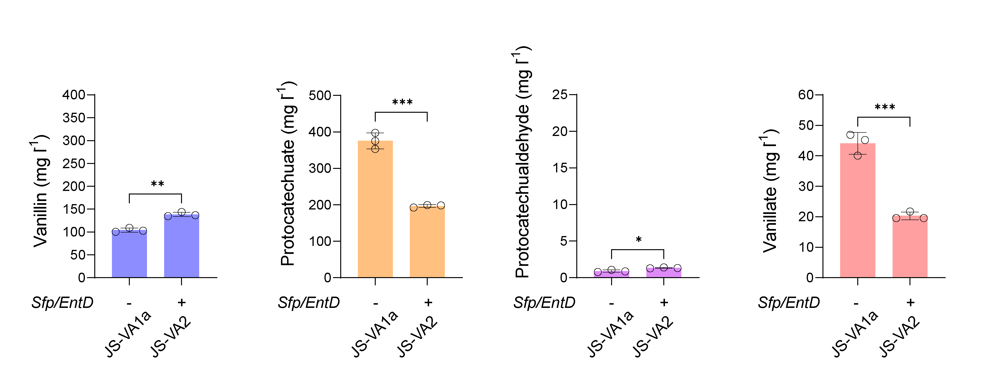 Vanillin (mg l⁻¹)
400
350
300
250
200
150
100
50
0
**
Sfp/EntD - +
JS-VA1a JS-VA2
Protocatechuate (mg l⁻¹)
500
400
300
200
100
0
***
Sfp/EntD - +
JS-VA1a JS-VA2
Protocatechualdehyde (mg l⁻¹)
25
20
15
10
5
0
*
Sfp/EntD - +
JS-VA1a JS-VA2
Vanillate (mg l⁻¹)
60
50
40
30
20
10
0
***
Sfp/EntD - +
JS-VA1a JS-VA2